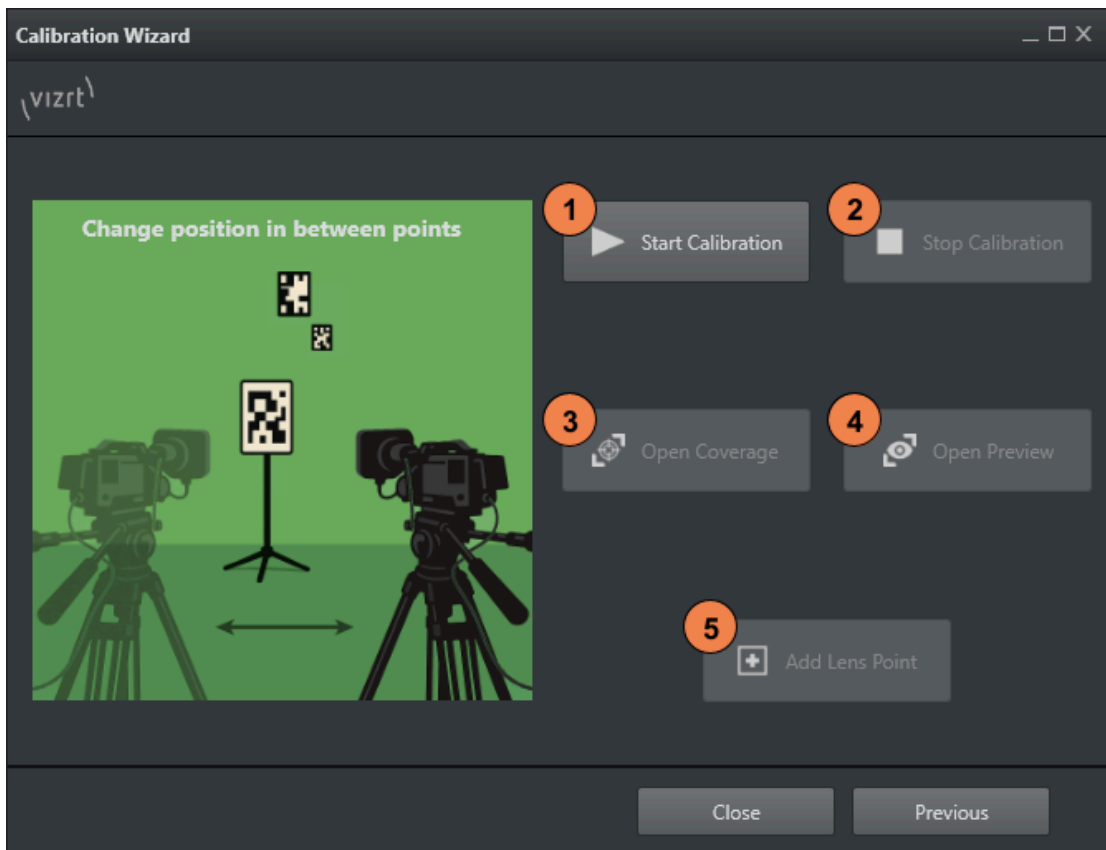 Calibration Wizard
vizrt
Change position in between points
1
Start Calibration
2
Stop Calibration
3
Open Coverage
4
Open Preview
5
Add Lens Point
Close
Previous